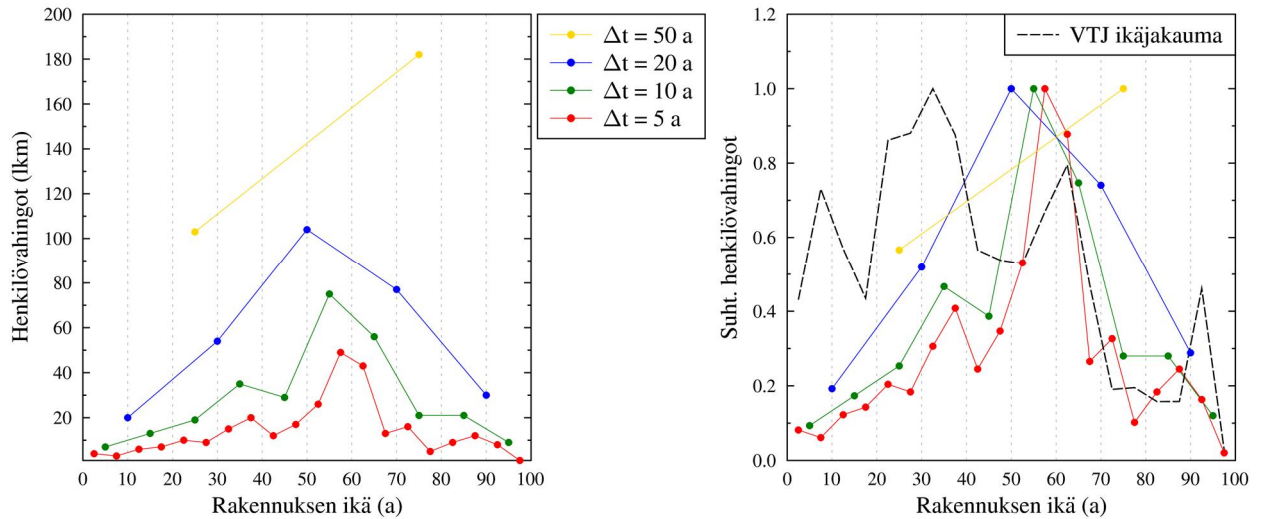 200
180
160
140
120
100
80
60
40
20
0 10 20 30 40 50 60 70 80 90 100
Henkilövahingot (lkm)
Rakennuksen ikä (a)
Δt = 50 a
Δt = 20 a
Δt = 10 a
Δt = 5 a
1.2
1.0
0.8
0.6
0.4
0.2
0.0
0 10 20 30 40 50 60 70 80 90 100
Suht. henkilövahingot
Rakennuksen ikä (a)
VTJ ikäjakauma